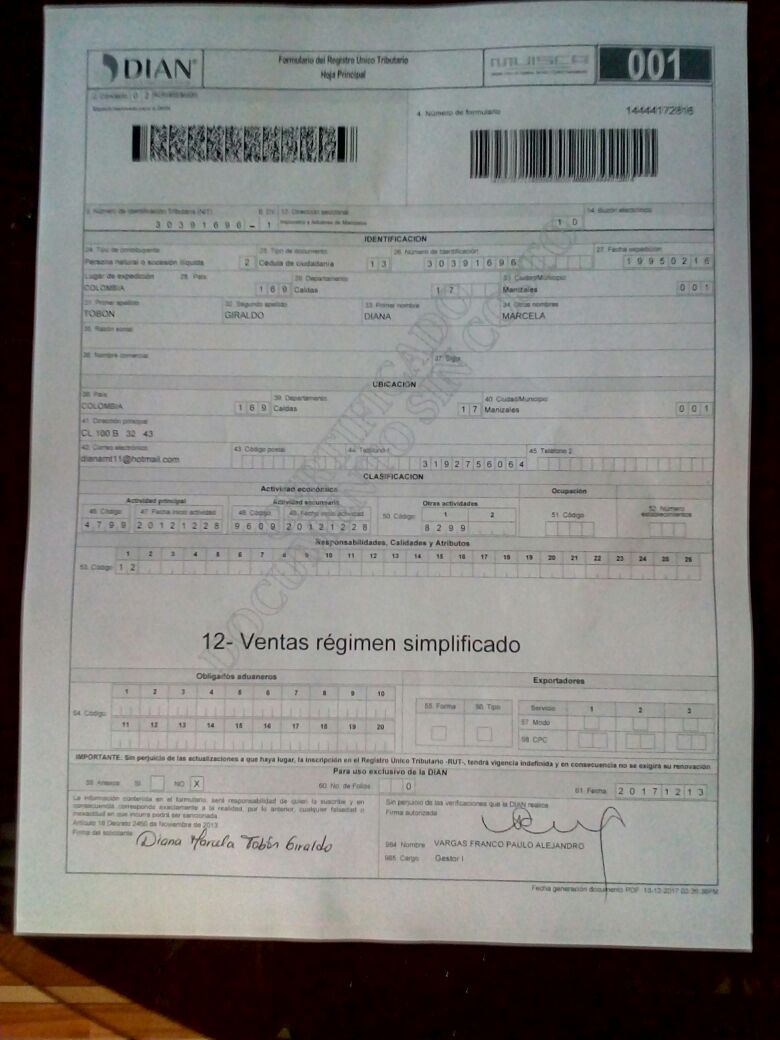 DIAN
Formulario del Registro Unico Tributario
Hoja Principal
MUISCA
001
2. Concepto 0 2 Actualización
4. Número de formulario
14444172816
5. Número de Identificación Tributaria (NIT) 6. DV 12. Dirección seccional 14. Buzón electrónico
3 0 3 9 1 6 9 6 - 1 Impuestos y Aduanas de Manizales 1 0
IDENTIFICACION
24. Tipo de contribuyente 25. Tipo de documento 26. Número de Identificación 27. Fecha expedición
Persona natural o sucesión ilíquida 2 Cédula de ciudadanía 1 3 3 0 3 9 1 6 9 6 1 9 9 5 0 2 1 6
Lugar de expedición 28. País 29. Departamento 30. Ciudad/Municipio
COLOMBIA 1 6 9 Caldas 1 7 Manizales 0 0 1
31. Primer apellido 32. Segundo apellido 33. Primer nombre 34. Otros nombres
TOBON GIRALDO DIANA MARCELA
35. Razón social
36. Nombre comercial 37. Sigla
UBICACION
38. País 39. Departamento 40. Ciudad/Municipio
COLOMBIA 1 6 9 Caldas 1 7 Manizales 0 0 1
41. Dirección principal
CL 100 B 32 43
42. Correo electrónico 43. Código postal 44. Teléfono 1 45. Teléfono 2
dianamt11@hotmail.com 3 1 9 2 7 5 6 0 6 4
CLASIFICACION
Actividad económica Ocupación
Actividad principal Actividad secundaria Otras actividades
46. Código 47. Fecha inicio actividad 48. Código 49. Fecha inicio actividad 50. Código 1 2 51. Código 52. Número establecimientos
4 7 9 9 2 0 1 2 1 2 2 8 9 6 0 9 2 0 1 2 1 2 2 8 8 2 9 9
Responsabilidades, Calidades y Atributos
1 2 3 4 5 6 7 8 9 10 11 12 13 14 15 16 17 18 19 20 21 22 23 24 25 26
53. Código 1 2
12- Ventas régimen simplificado
CERTIFICADO
DOCUMENTO SIN COSTO
Obligados aduaneros Exportadores
1 2 3 4 5 6 7 8 9 10
54. Código
11 12 13 14 15 16 17 18 19 20
55. Forma 56. Tipo Servicio 1 2 3
57. Modo
58. CPC
IMPORTANTE: Sin perjuicio de las actualizaciones a que haya lugar, la inscripción en el Registro Único Tributario -RUT-, tendrá vigencia indefinida y en consecuencia no se exigirá su renovación
Para uso exclusivo de la DIAN
59. Anexos SI NO X 60. No. de Folios 0 61. Fecha 2 0 1 7 1 2 1 3
La información contenida en el formulario, será responsabilidad de quien la suscribe y en
consecuencia corresponde exactamente a la realidad, por lo anterior, cualquier falsedad o
inexactitud en que incurra podrá ser sancionada.
Artículo 18 Decreto 2460 de Noviembre de 2013
Firma del solicitante
Diana Marcela Tobón Giraldo
Sin perjuicio de las verificaciones que la DIAN realice.
Firma autorizada
984. Nombre VARGAS FRANCO PAULO ALEJANDRO
985. Cargo Gestor I
Fecha generación documento PDF: 13-12-2017 03:39:38PM